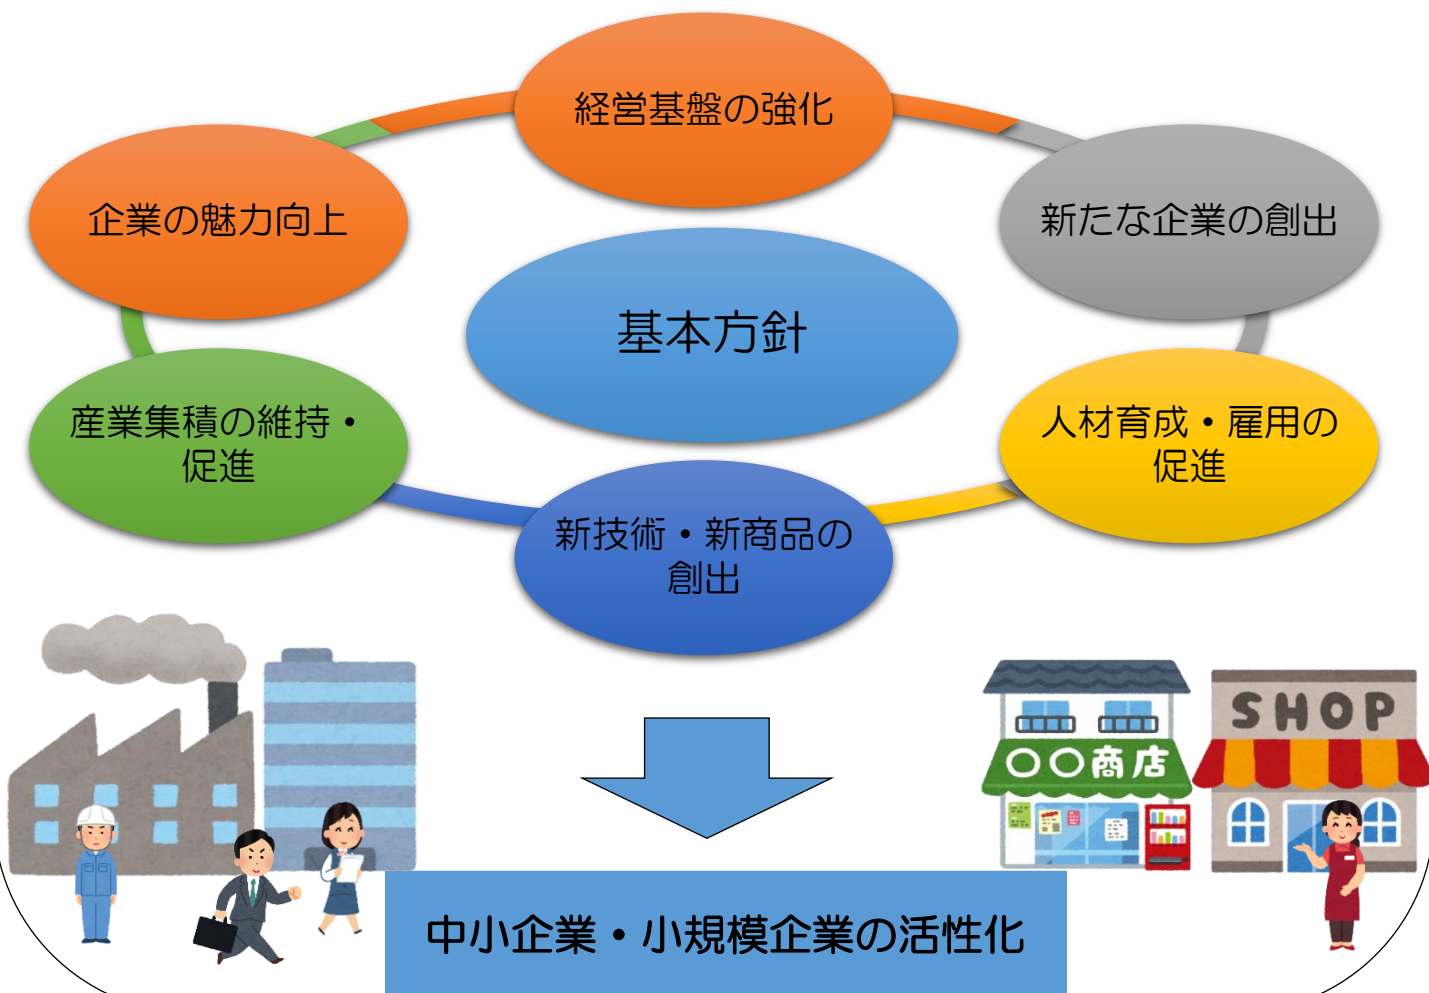 経営基盤の強化
企業の魅力向上
新たな企業の創出
基本方針
産業集積の維持・
促進
人材育成・雇用の
促進
新技術・新商品の
創出
〇〇商店
SHOP
中小企業・小規模企業の活性化